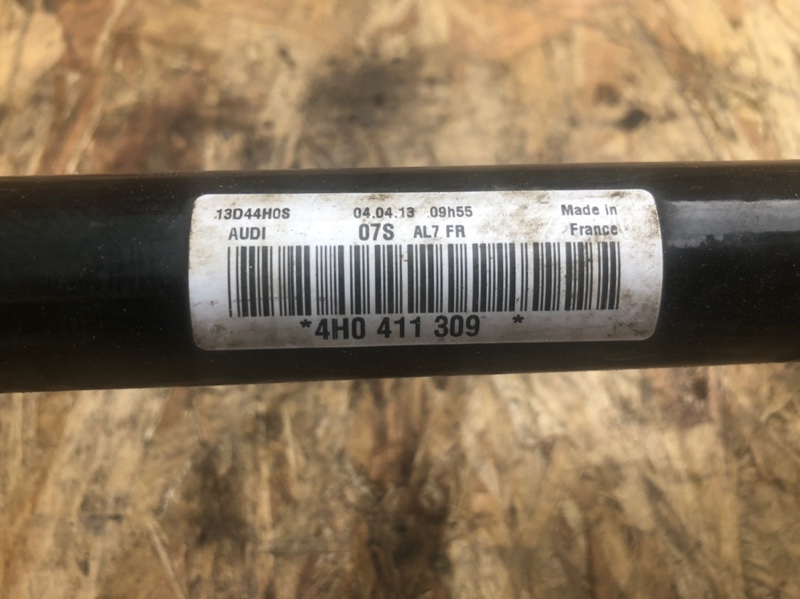 13D44H0S 04.04.13 09h55 Made in
AUDI 07S AL7 FR France
*4H0 411 309 *